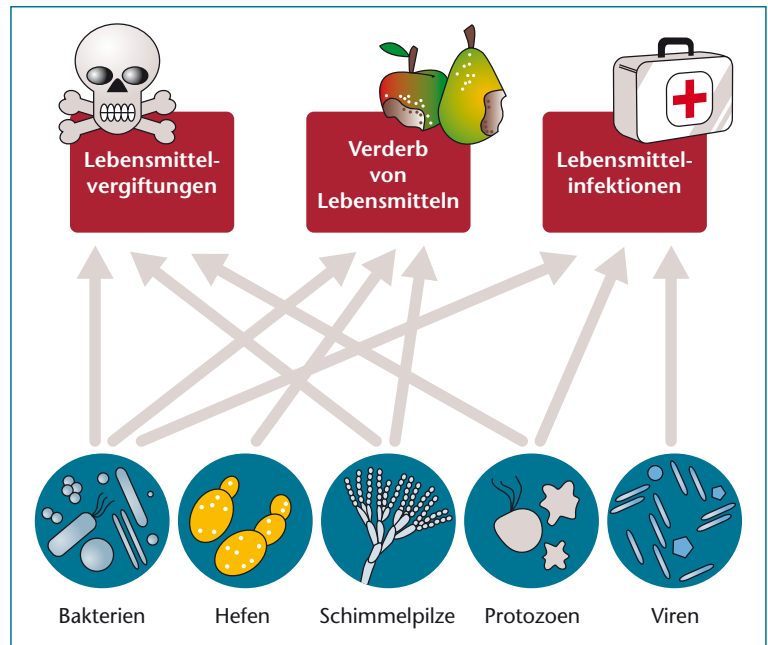 Lebensmittel-
vergiftungen
Verderb
von
Lebensmitteln
Lebensmittel-
infektionen
Bakterien
Hefen
Schimmelpilze
Protozoen
Viren